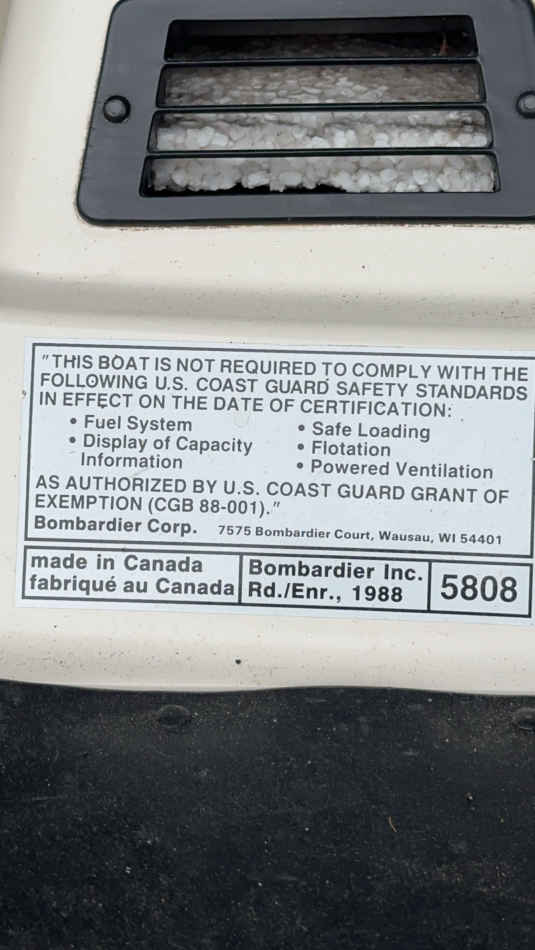 "THIS BOAT IS NOT REQUIRED TO COMPLY WITH THE
FOLLOWING U.S. COAST GUARD SAFETY STANDARDS
IN EFFECT ON THE DATE OF CERTIFICATION:
• Fuel System
• Display of Capacity
Information
• Safe Loading
• Flotation
• Powered Ventilation
AS AUTHORIZED BY U.S. COAST GUARD GRANT OF
EXEMPTION (CGB 88-001)."
Bombardier Corp. 7575 Bombardier Court, Wausau, WI 54401
made in Canada
fabriqué au Canada
Bombardier Inc.
Rd./Enr., 1988
5808